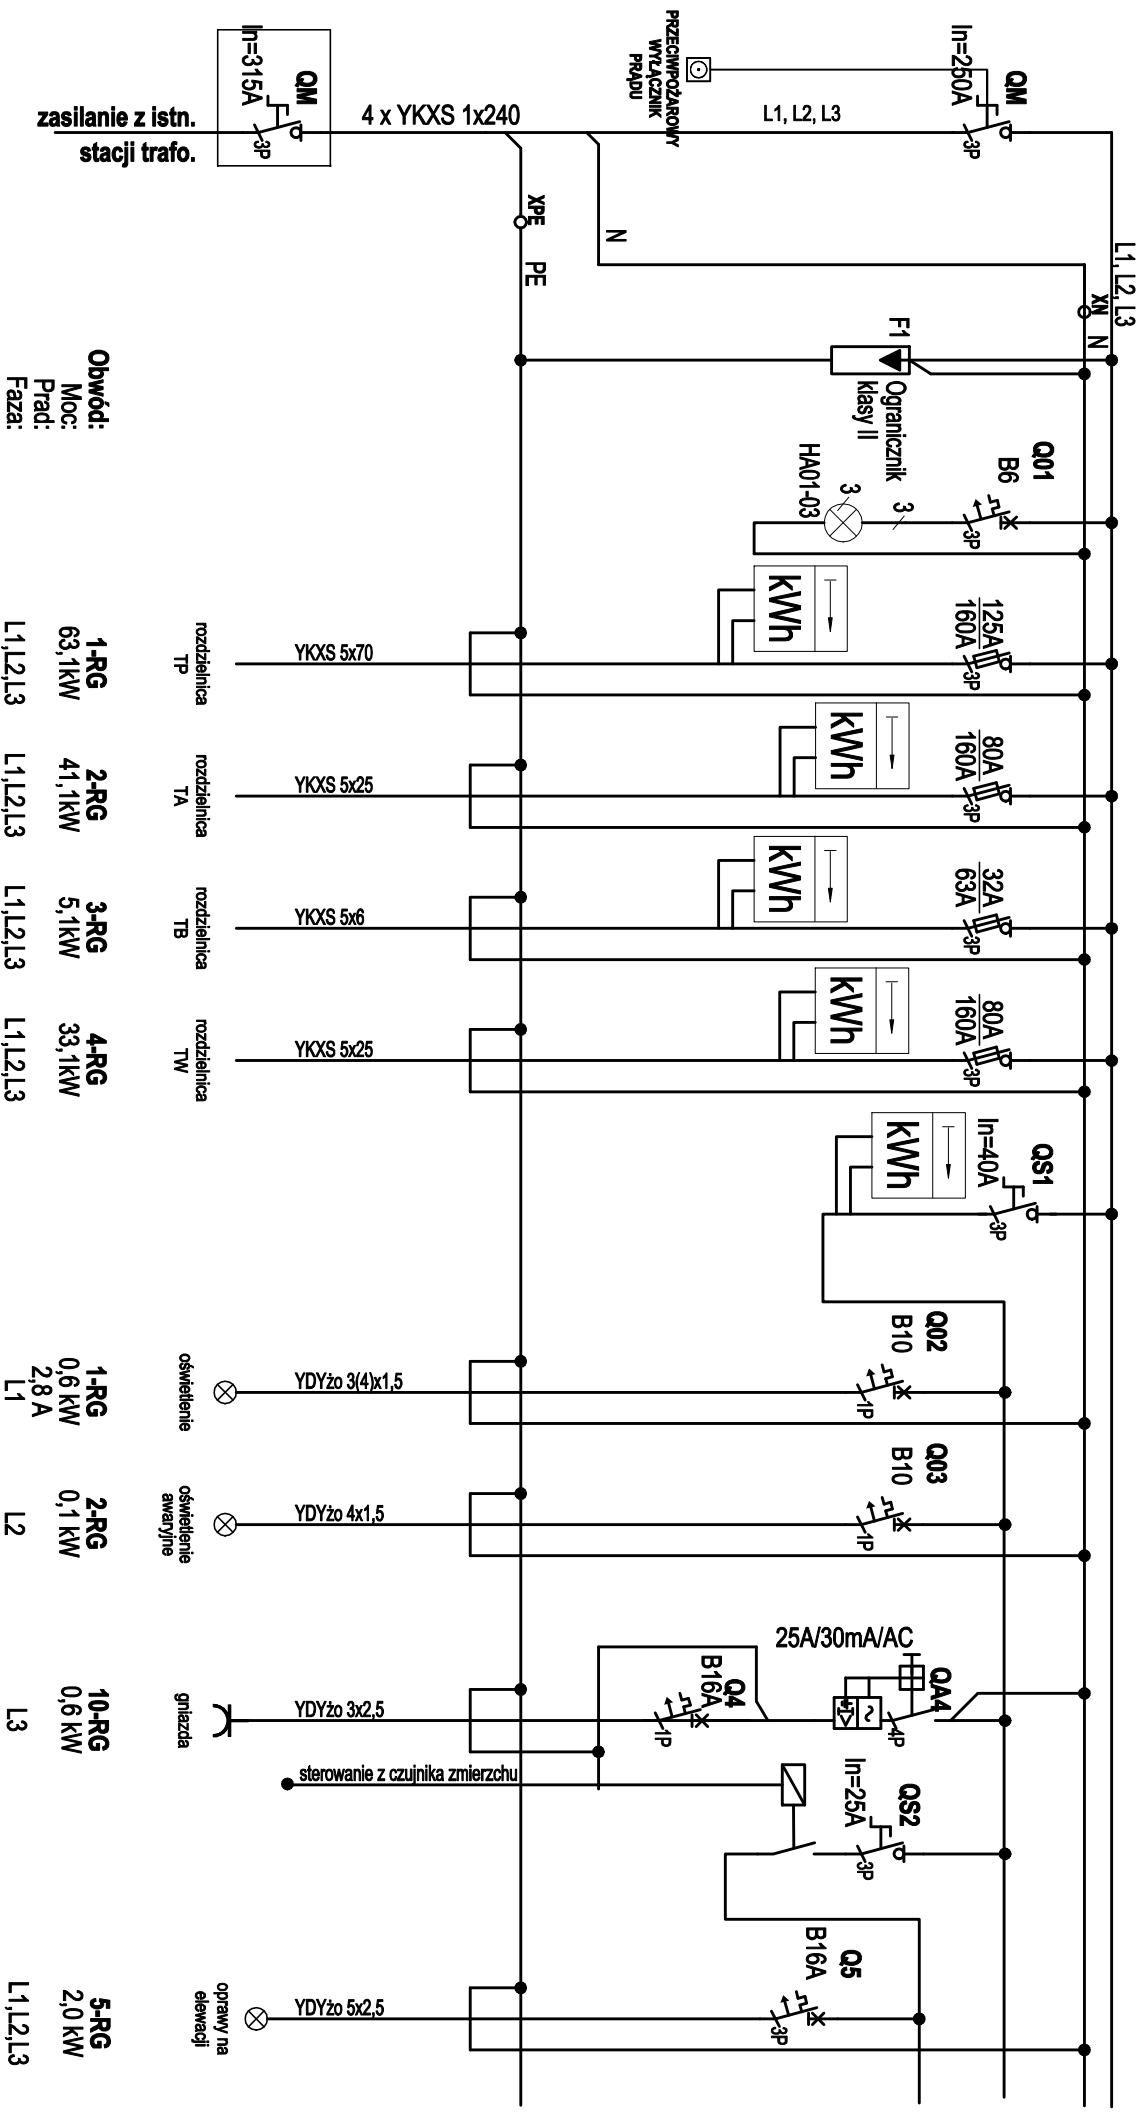 zasilanie z istn.
stacji trafo.
QM
In=315A
3P
4 x YKXS 1x240
PRZECIWPOŻAROWY
WYŁĄCZNIK
PRĄDU
L1, L2, L3
QM
In=250A
3P
L1, L2, L3
XPE
PE
N
XN
N
F1
Ogranicznik
klasy II
Q01
B6
3P
3
3
HA01-03
125A
160A
3P
kWh
YKXS 5x70
rozdzielnica
TP
80A
160A
3P
kWh
YKXS 5x25
rozdzielnica
TA
32A
63A
3P
kWh
YKXS 5x6
rozdzielnica
TB
80A
160A
3P
kWh
YKXS 5x25
rozdzielnica
TW
QS1
In=40A
3P
kWh
Q02
B10
1P
YDYżo 3(4)x1,5
oświetlenie
Q03
B10
1P
YDYżo 4x1,5
oświetlenie
awaryjne
QA4
25A/30mA/AC
4P
~
Q4
B16A
1P
YDYżo 3x2,5
gniazda
sterowanie z czujnika zmierzchu
QS2
In=25A
3P
Q5
B16A
3P
YDYżo 5x2,5
oprawy na
elewacji
Obwód:
Moc:
Prad:
Faza:
1-RG
63,1kW
L1,L2,L3
2-RG
41,1kW
L1,L2,L3
3-RG
5,1kW
L1,L2,L3
4-RG
33,1kW
L1,L2,L3
1-RG
0,6 kW
2,8 A
L1
2-RG
0,1 kW
L2
10-RG
0,6 kW
L3
5-RG
2,0 kW
L1,L2,L3